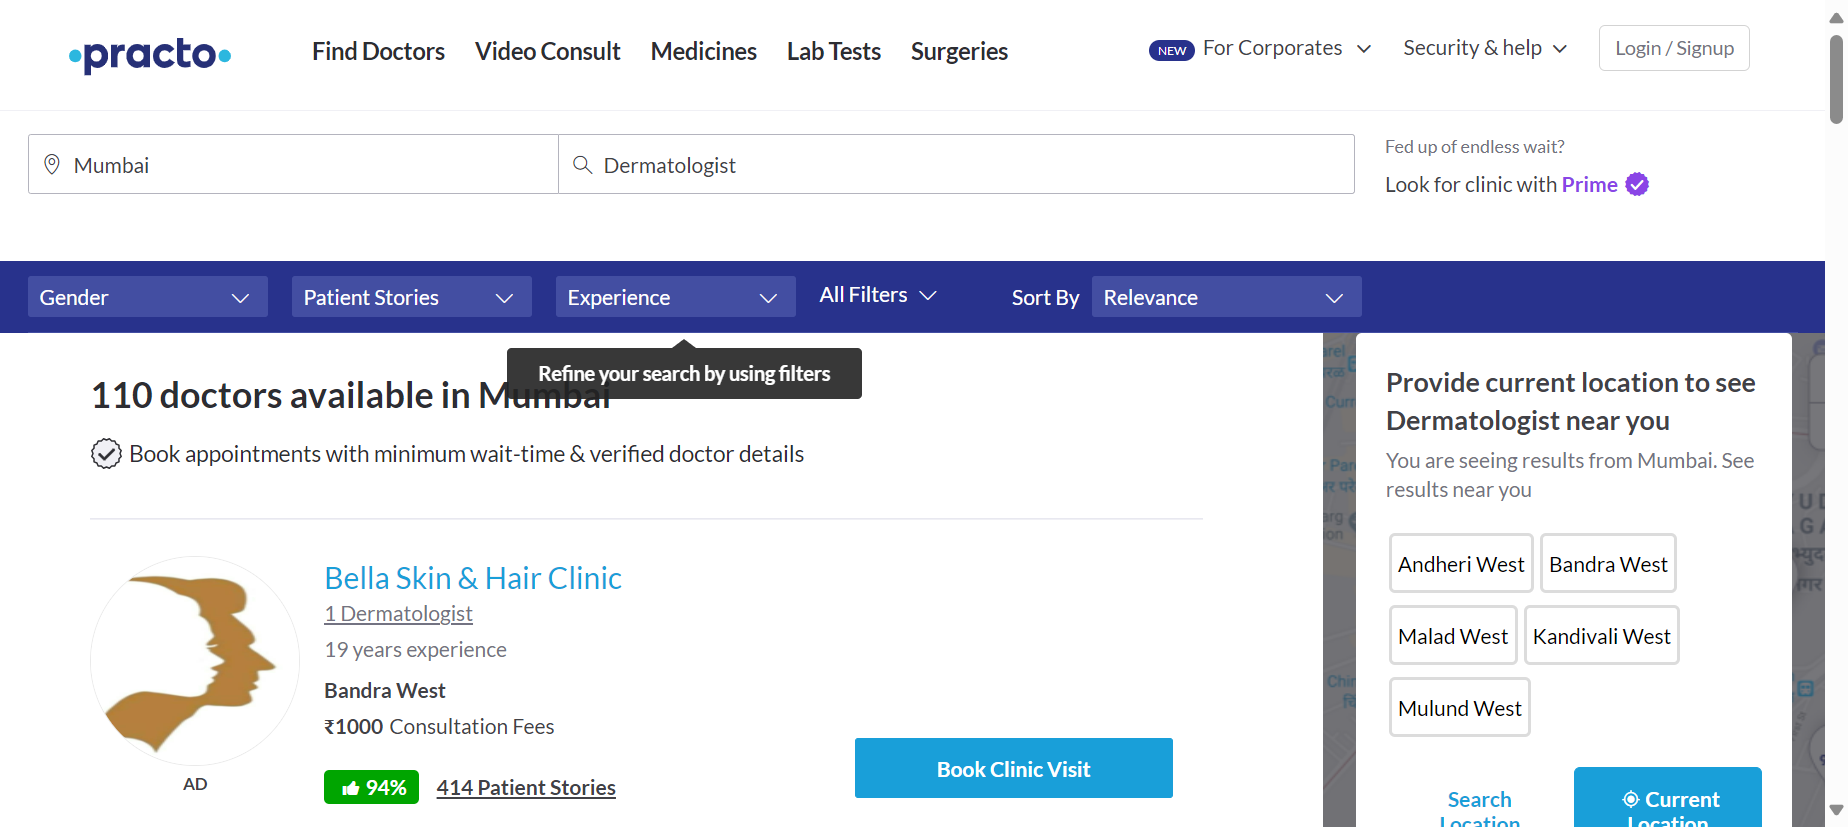 practo
Find Doctors
Video Consult
Medicines
Lab Tests
Surgeries
NEW For Corporates
Security & help
Login / Signup
Mumbai
Dermatologist
Fed up of endless wait?
Look for clinic with Prime
Gender
Patient Stories
Experience
All Filters
Sort By
Relevance
Refine your search by using filters
110 doctors available in Mumbai
Book appointments with minimum wait-time & verified doctor details
Bella Skin & Hair Clinic
1 Dermatologist
19 years experience
Bandra West
₹1000 Consultation Fees
94%
414 Patient Stories
AD
Book Clinic Visit
Provide current location to see
Dermatologist near you
You are seeing results from Mumbai. See
results near you
Andheri West
Bandra West
Malad West
Kandivali West
Mulund West
Search
Location
Current
Location